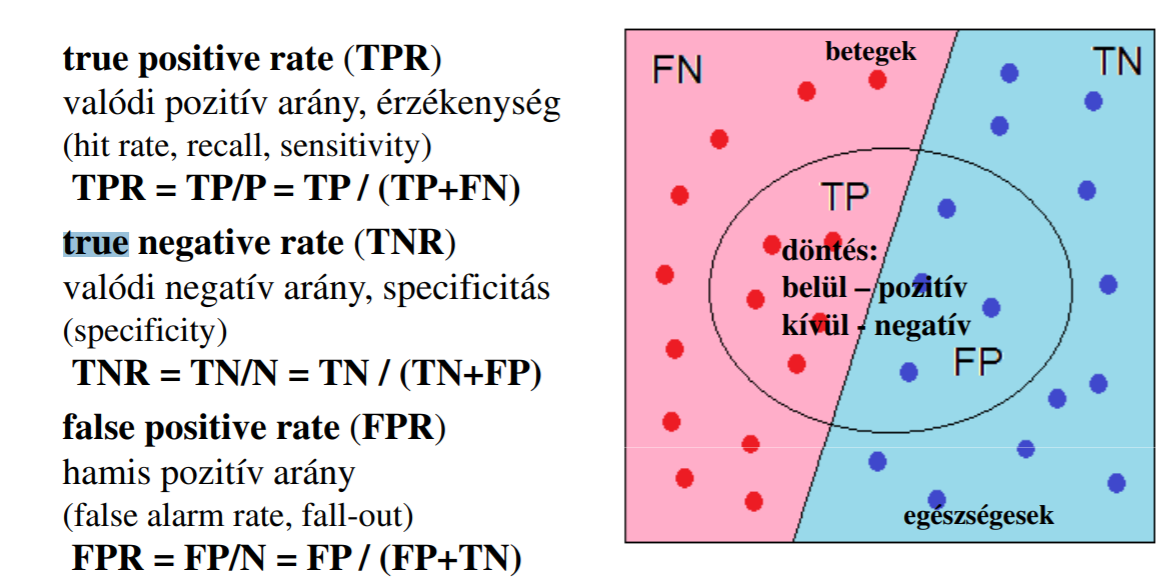 true positive rate (TPR)
valódi pozitív arány, érzékenység
(hit rate, recall, sensitivity)
TPR = TP/P = TP / (TP+FN)
true negative rate (TNR)
valódi negatív arány, specificitás
(specificity)
TNR = TN/N = TN / (TN+FP)
false positive rate (FPR)
hamis pozitív arány
(false alarm rate, fall-out)
FPR = FP/N = FP / (FP+TN)
FN
betegek
TN
TP
döntés:
belül – pozitív
kívül - negatív
FP
egészségesek